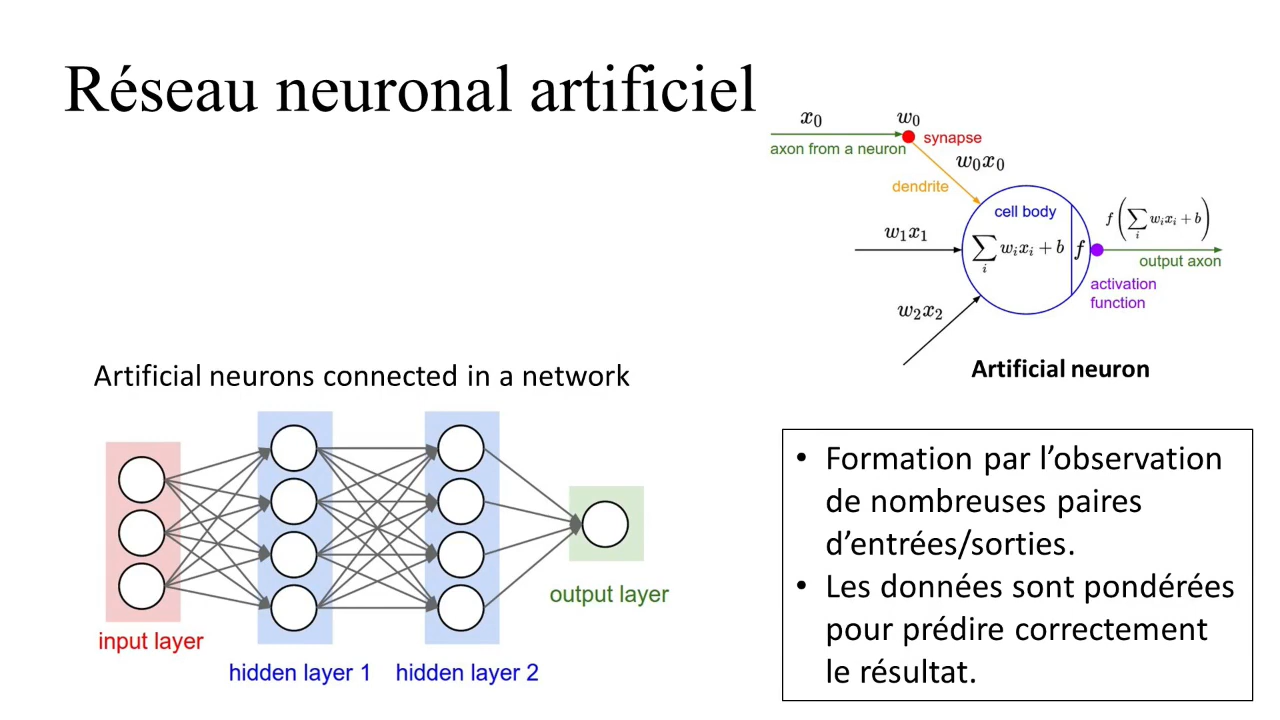 Réseau neuronal artificiel
x₀
w₀
synapse
axon from a neuron
w₀x₀
dendrite
cell body
f(∑ᵢ wᵢxᵢ + b)
w₁x₁
∑ᵢ wᵢxᵢ + b
f
output axon
activation
function
w₂x₂
Artificial neuron
Artificial neurons connected in a network
input layer
hidden layer 1
hidden layer 2
output layer
• Formation par l’observation
de nombreuses paires
d’entrées/sorties.
• Les données sont pondérées
pour prédire correctement
le résultat.